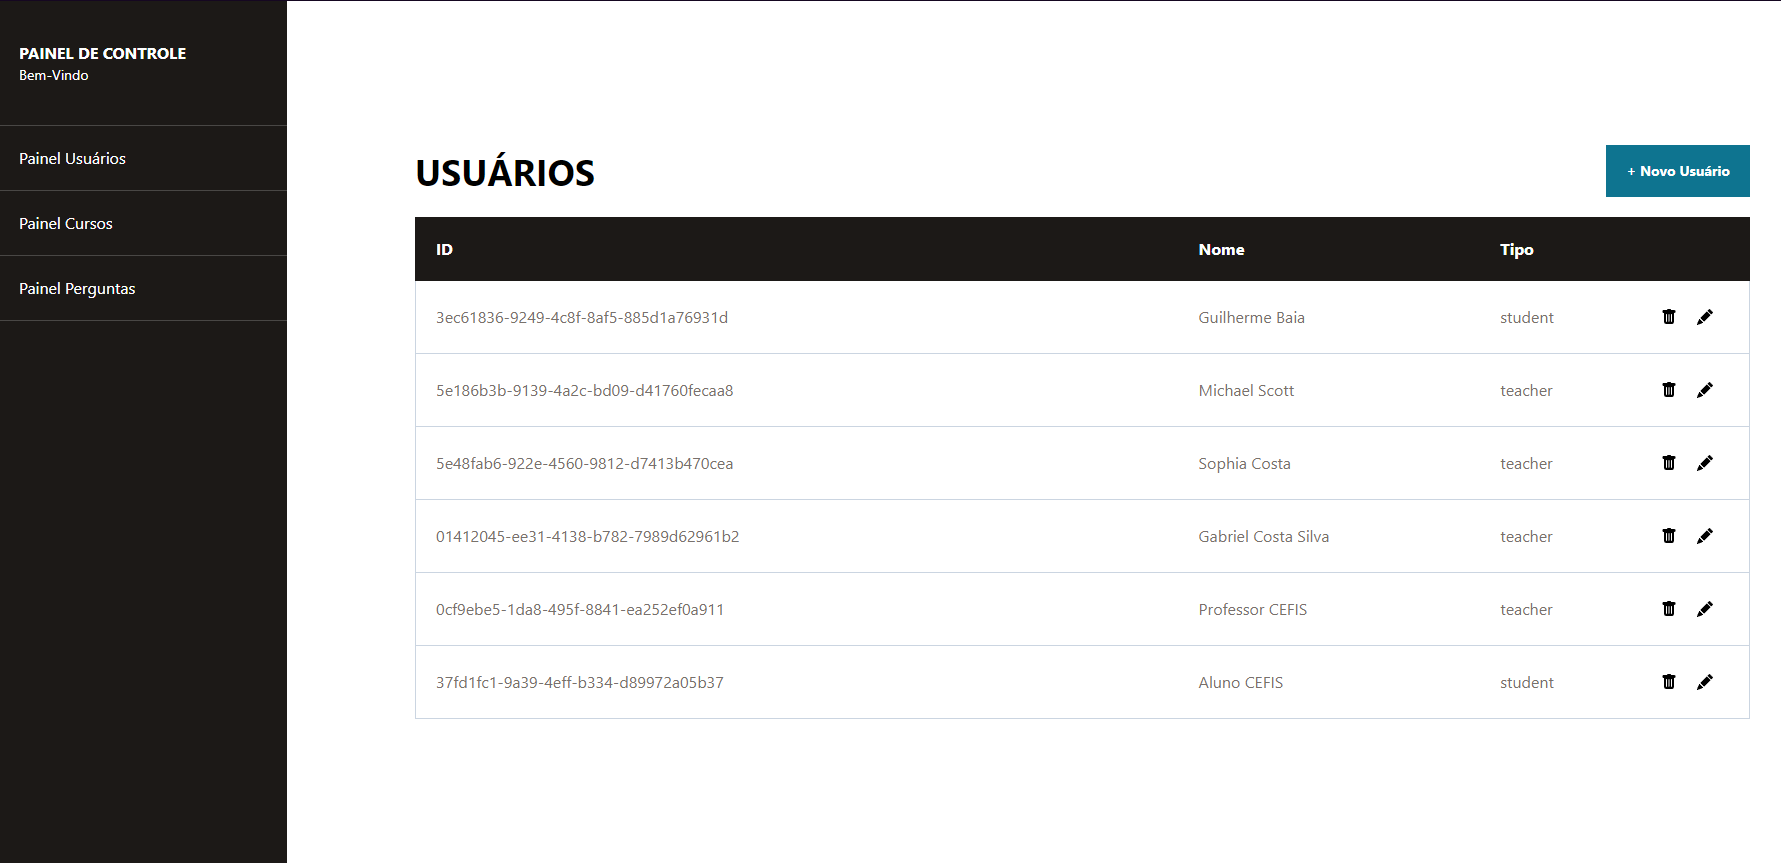 PAINEL DE CONTROLE
Bem-Vindo
Painel Usuários
Painel Cursos
Painel Perguntas
USUÁRIOS
+ Novo Usuário
ID Nome Tipo
3ec61836-9249-4c8f-8af5-885d1a76931d Guilherme Baia student
5e186b3b-9139-4a2c-bd09-d41760fecaa8 Michael Scott teacher
5e48fab6-922e-4560-9812-d7413b470cea Sophia Costa teacher
01412045-ee31-4138-b782-7989d62961b2 Gabriel Costa Silva teacher
0cf9ebe5-1da8-495f-8841-ea252ef0a911 Professor CEFIS teacher
37fd1fc1-9a39-4eff-b334-d89972a05b37 Aluno CEFIS student